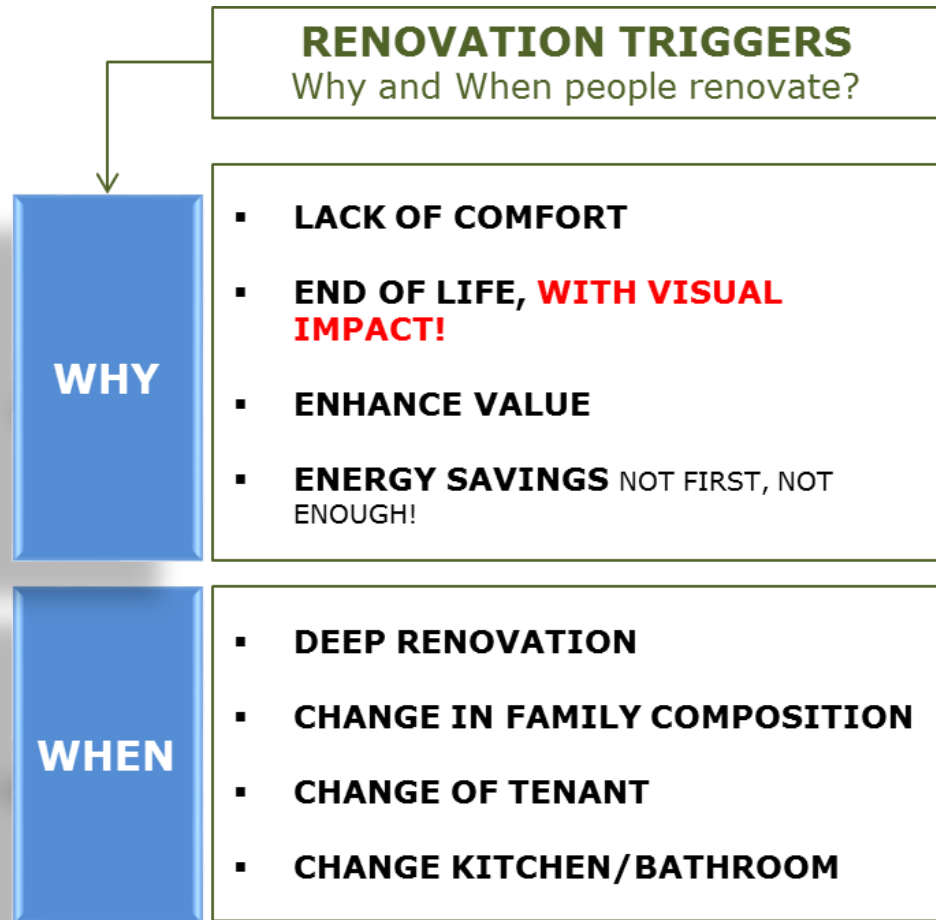 RENOVATION TRIGGERS
Why and When people renovate?
WHY
▪ LACK OF COMFORT
▪ END OF LIFE, WITH VISUAL
IMPACT!
▪ ENHANCE VALUE
▪ ENERGY SAVINGS NOT FIRST, NOT
ENOUGH!
WHEN
▪ DEEP RENOVATION
▪ CHANGE IN FAMILY COMPOSITION
▪ CHANGE OF TENANT
▪ CHANGE KITCHEN/BATHROOM